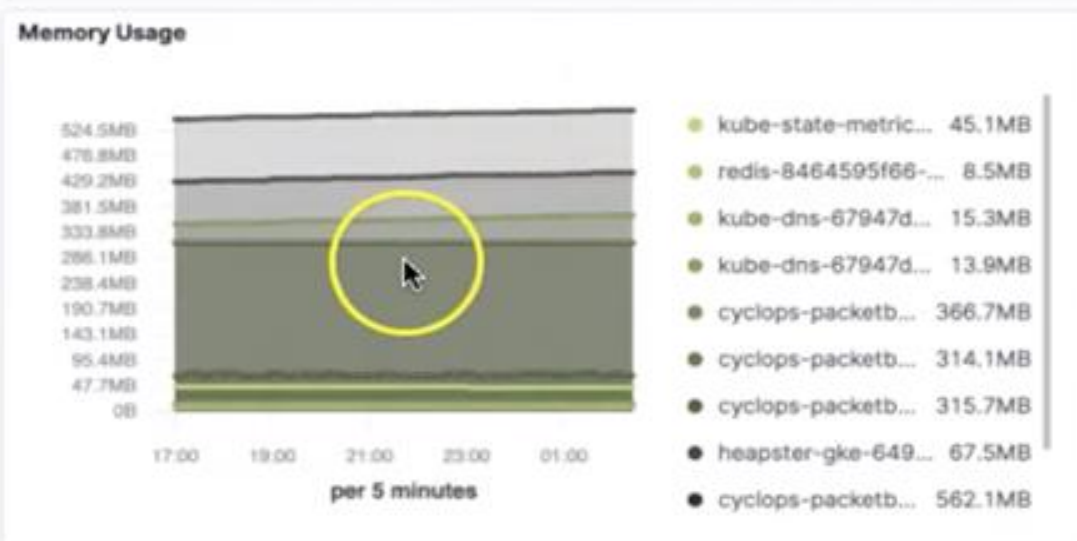 Memory Usage
524.5MB
476.8MB
429.2MB
381.5MB
333.8MB
286.1MB
238.4MB
190.7MB
143.1MB
95.4MB
47.7MB
0B
17:00 19:00 21:00 23:00 01:00
per 5 minutes
kube-state-metric... 45.1MB
redis-8464595f66-... 8.5MB
kube-dns-67947d... 15.3MB
kube-dns-67947d... 13.9MB
cyclops-packetb... 366.7MB
cyclops-packetb... 314.1MB
cyclops-packetb... 315.7MB
heapster-gke-649... 67.5MB
cyclops-packetb... 562.1MB